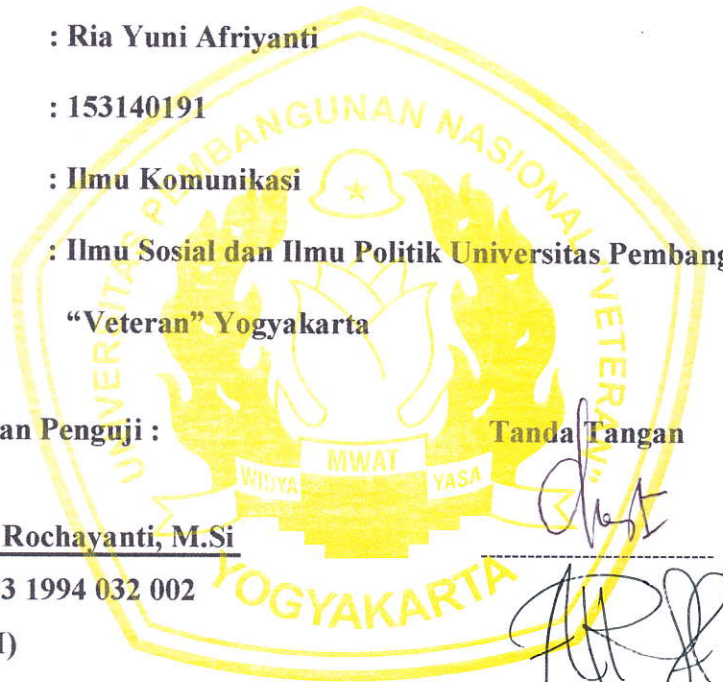 : Ria Yuni Afriyanti
: 153140191
: Ilmu Komunikasi
: Ilmu Sosial dan Ilmu Politik Universitas Pembang
“Veteran” Yogyakarta
an Penguji :
Tanda Tangan
Rochayanti, M.Si
3 1994 032 002
I)
UNIVERSITAS PEMBANGUNAN NASIONAL "VETERAN"
WIDYA MWAT YASA
YOGYAKARTA